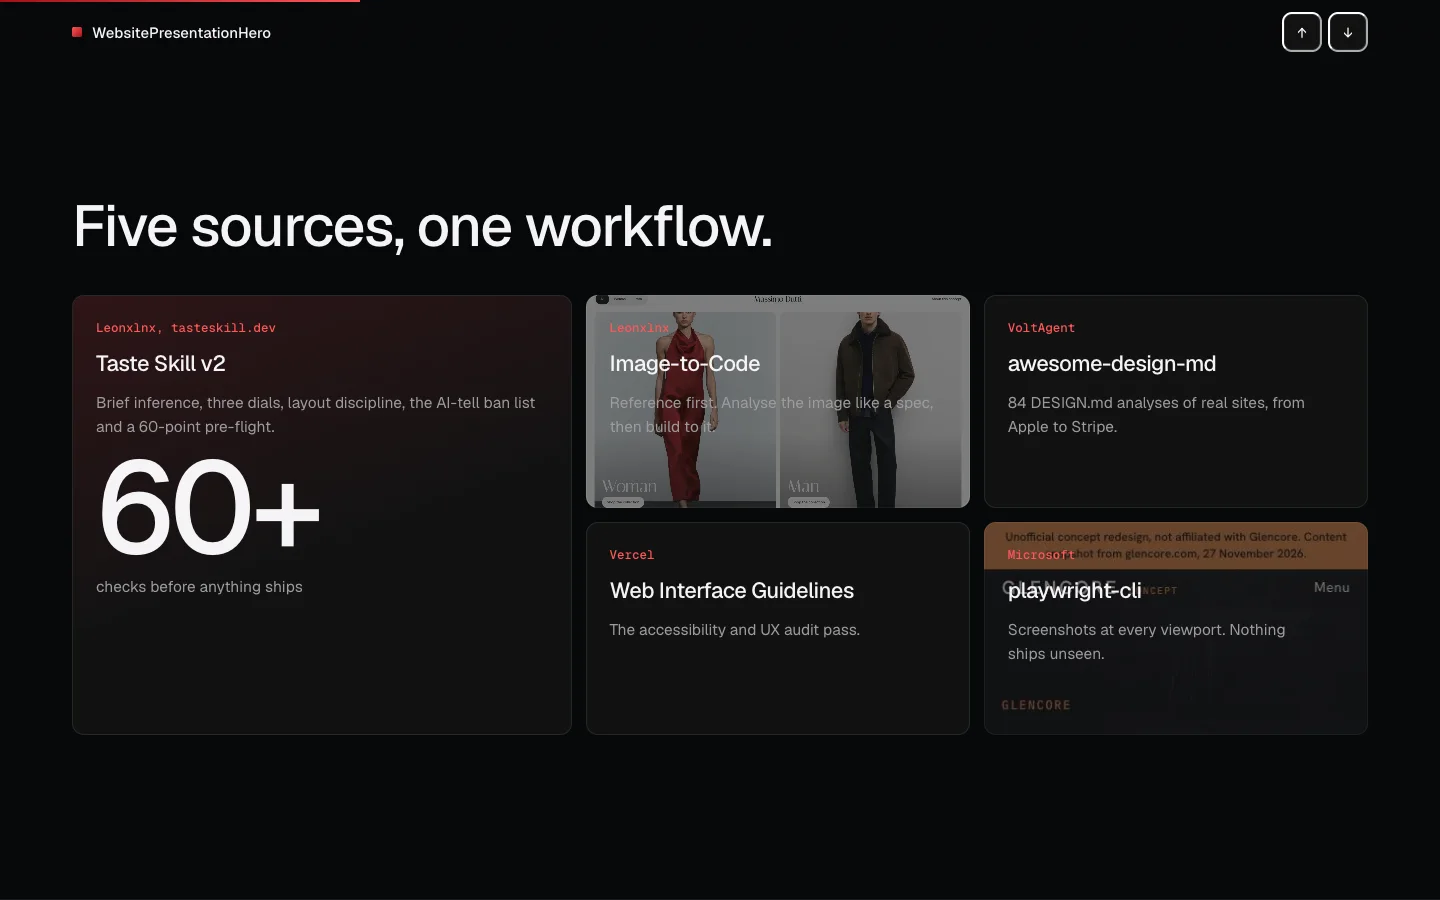 WebsitePresentationHero
↑ ↓
Five sources, one workflow.
Leonxlnx, tasteskill.dev
Taste Skill v2
Brief inference, three dials, layout discipline, the AI-tell ban list
and a 60-point pre-flight.
60+
checks before anything ships
Massimo Dutti
Leonxlnx
Image-to-Code
Reference first. Analyse the image like a spec,
then build to it.
Woman
Man
VoltAgent
awesome-design-md
84 DESIGN.md analyses of real sites, from
Apple to Stripe.
Vercel
Web Interface Guidelines
The accessibility and UX audit pass.
Unofficial concept redesign, not affiliated with Glencore. Content
hot from glencore.com, 27 November 2026.
Microsoft
GLENCORE
Menu
playwright-cli
Screenshots at every viewport. Nothing
ships unseen.
GLENCORE